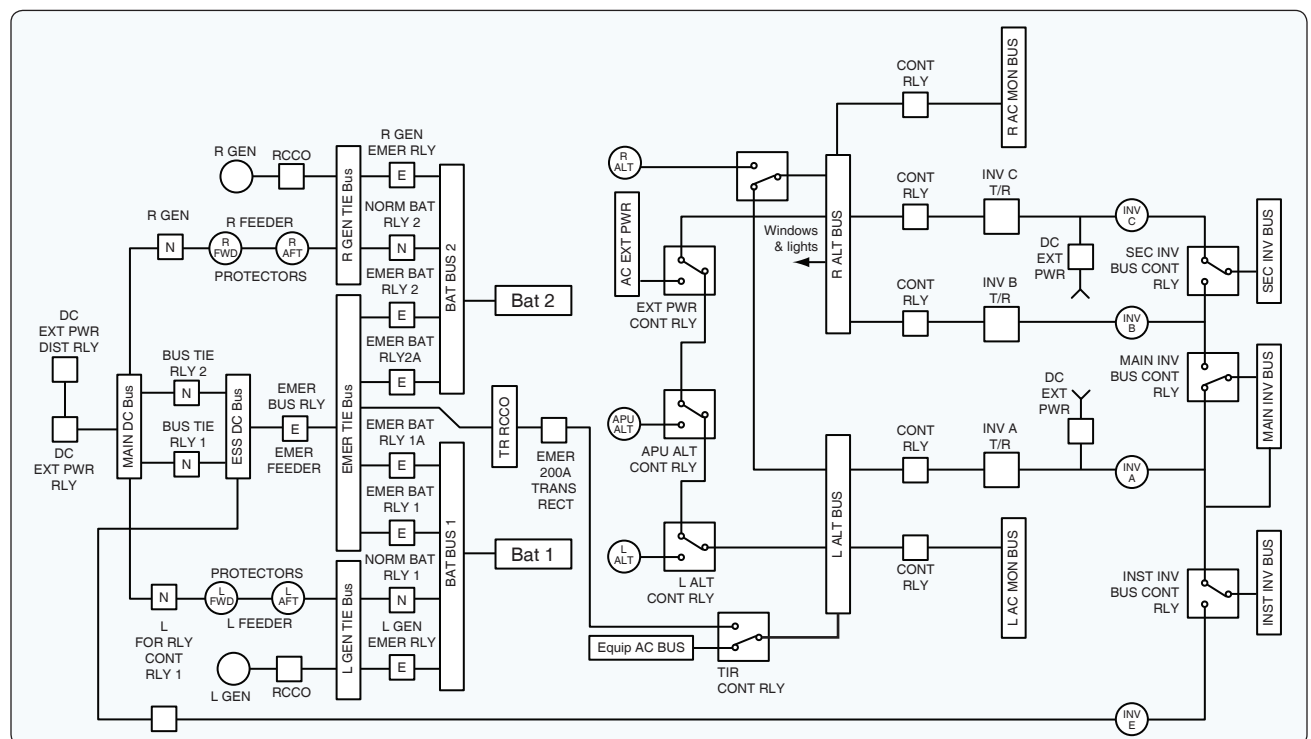 R GEN
RCCO
R GEN
EMER RLY
E
R GEN TIE Bus
NORM BAT
RLY 2
N
R GEN
N
R FEEDER
R
FWD
R
AFT
PROTECTORS
EMER BAT
RLY 2
E
EMER BAT
RLY2A
E
BAT BUS 2
Bat 2
DC
EXT PWR
DIST RLY
DC
EXT PWR
RLY
MAIN DC Bus
BUS TIE
RLY 2
N
BUS TIE
RLY 1
N
ESS DC Bus
EMER
BUS RLY
E
EMER
FEEDER
EMER TIE Bus
EMER BAT
RLY 1A
E
EMER BAT
RLY 1
E
BAT BUS 1
Bat 1
NORM BAT
RLY 1
N
L GEN
EMER RLY
E
L GEN TIE Bus
PROTECTORS
L
FWD
L
AFT
L FEEDER
N
L
FOR RLY
CONT
RLY 1
L GEN
RCCO
TR RCCO
EMER
200A
TRANS
RECT
R
ALT
AC EXT PWR
EXT PWR
CONT RLY
APU
ALT
APU ALT
CONT RLY
L
ALT
L ALT
CONT RLY
Equip AC BUS
TIR
CONT RLY
Windows
& lights
R ALT BUS
L ALT BUS
CONT
RLY
R AC MON BUS
CONT
RLY
INV C
T/R
DC
EXT
PWR
INV
C
SEC INV
BUS CONT
RLY
SEC INV BUS
CONT
RLY
INV B
T/R
INV
B
MAIN INV
BUS CONT
RLY
MAIN INV BUS
DC
EXT
PWR
CONT
RLY
INV A
T/R
INV
A
CONT
RLY
L AC MON BUS
INST INV
BUS CONT
RLY
INST INV BUS
INV
E